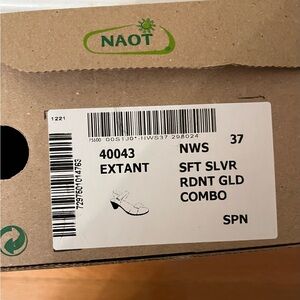 NAOT
1221
40043
EXTANT
NWS 37
SFT SLVR
RDNT GLD
COMBO
SPN